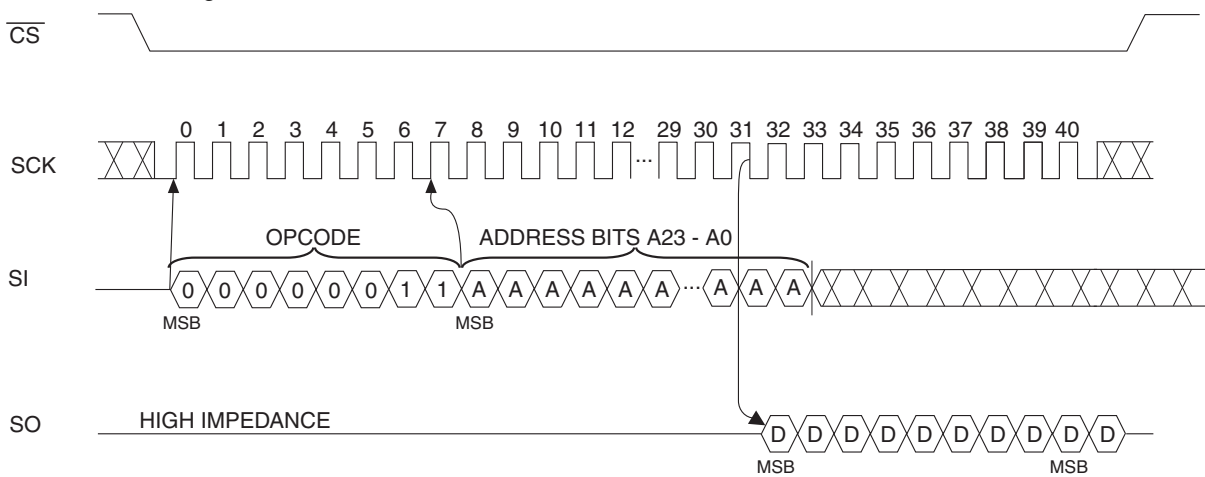 CS
0 1 2 3 4 5 6 7 8 9 10 11 12 29 30 31 32 33 34 35 36 37 38 39 40
SCK ...
OPCODE ADDRESS BITS A23 - A0
SI 0 0 0 0 0 0 1 1 A A A A A A ... A A A
MSB MSB
SO HIGH IMPEDANCE D D D D D D D D D D
MSB MSB